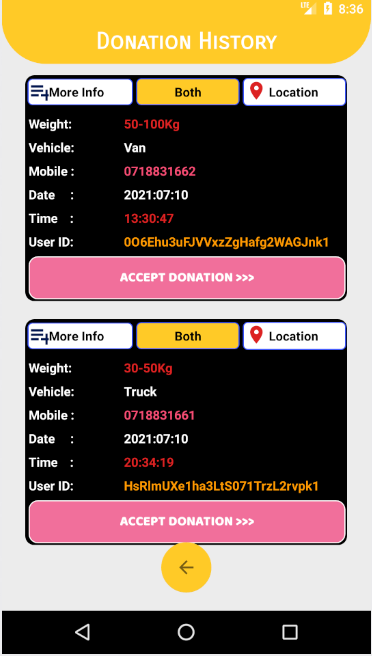 LTE 8:36
Donation History
More Info Both Location
Weight: 50-100Kg
Vehicle: Van
Mobile : 0718831662
Date : 2021:07:10
Time : 13:30:47
User ID: 0O6Ehu3uFJVVxzZgHafg2WAGJnk1
ACCEPT DONATION >>>
More Info Both Location
Weight: 30-50Kg
Vehicle: Truck
Mobile : 0718831661
Date : 2021:07:10
Time : 20:34:19
User ID: HsRlmUXe1ha3LtS071TrzL2rvpk1
ACCEPT DONATION >>>